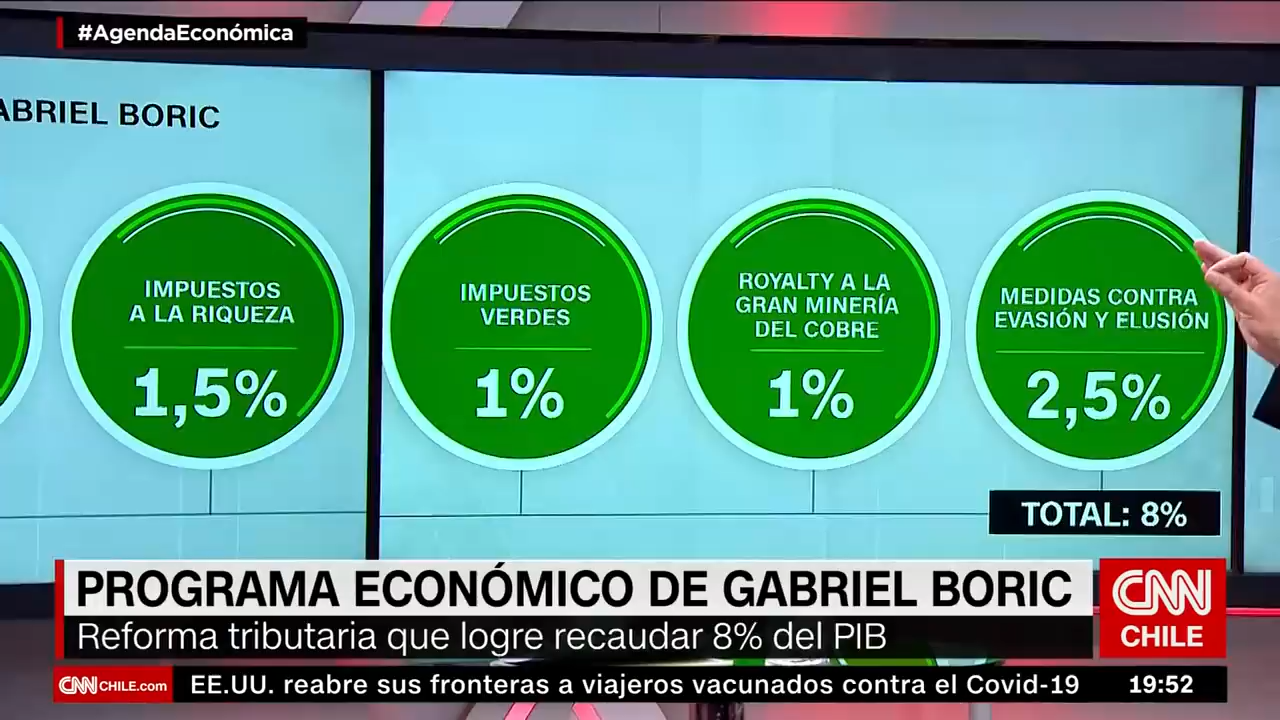 #AgendaEconómica
ABRIEL BORIC
IMPUESTOS
A LA RIQUEZA
1,5%
IMPUESTOS
VERDES
1%
ROYALTY A LA
GRAN MINERÍA
DEL COBRE
1%
MEDIDAS CONTRA
EVASIÓN Y ELUSIÓN
2,5%
TOTAL: 8%
PROGRAMA ECONÓMICO DE GABRIEL BORIC
Reforma tributaria que logre recaudar 8% del PIB
CNN
CHILE
CNNCHILE.com
EE.UU. reabre sus fronteras a viajeros vacunados contra el Covid-19
19:52